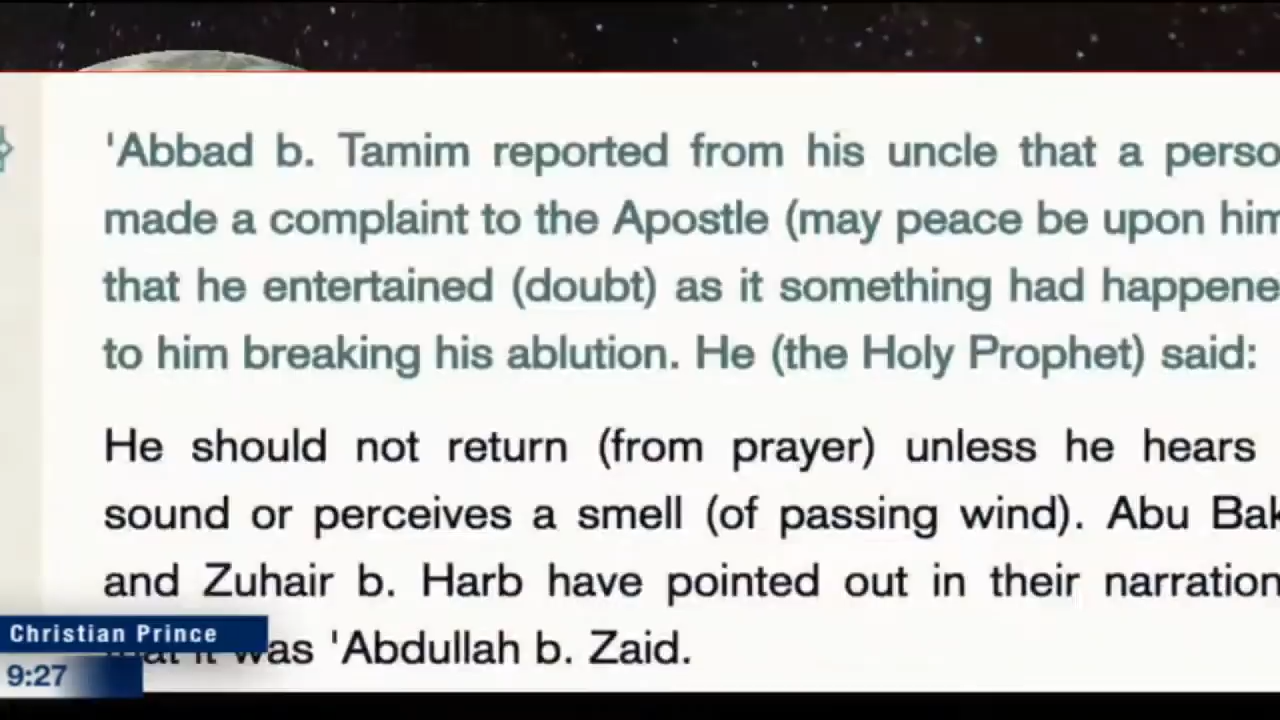 'Abbad b. Tamim reported from his uncle that a perso
made a complaint to the Apostle (may peace be upon him
that he entertained (doubt) as it something had happene
to him breaking his ablution. He (the Holy Prophet) said:
He should not return (from prayer) unless he hears
sound or perceives a smell (of passing wind). Abu Bak
and Zuhair b. Harb have pointed out in their narration
that it was 'Abdullah b. Zaid.
Christian Prince
9:27